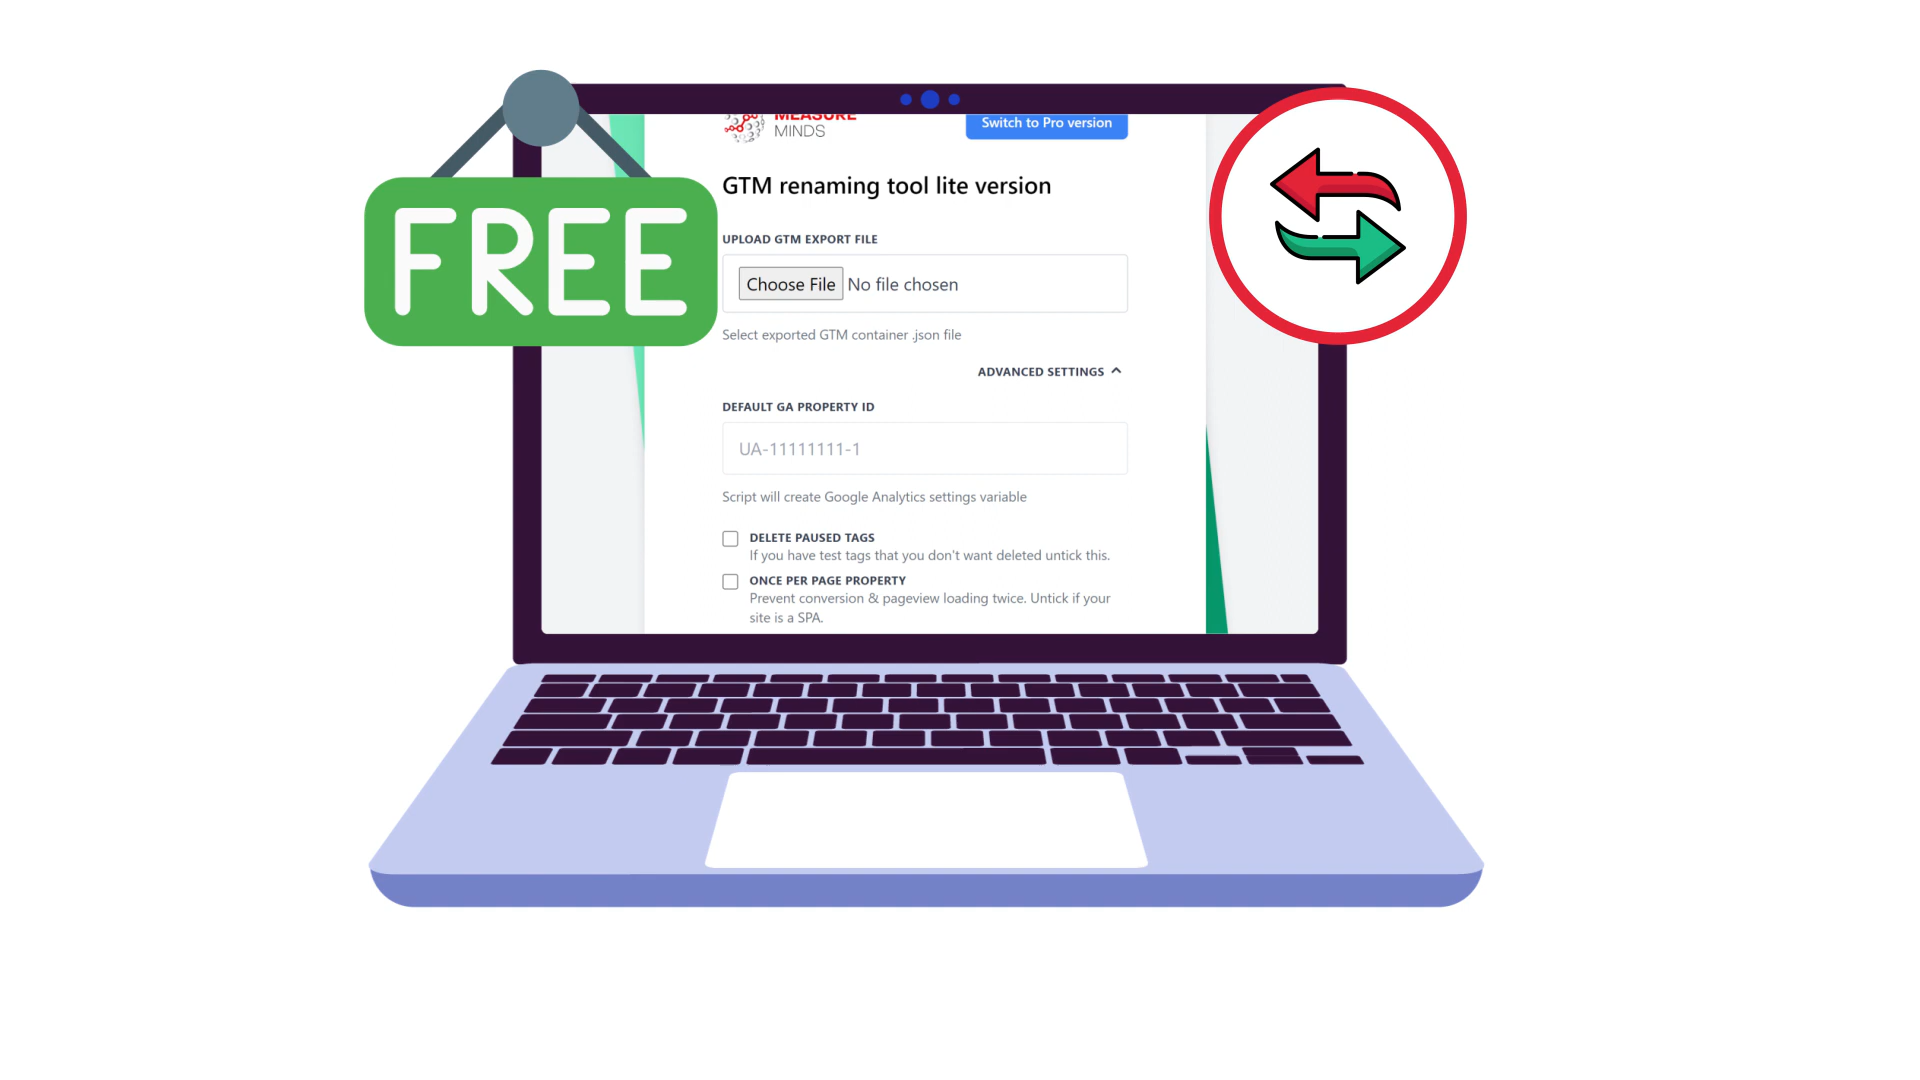 MEASURE
MINDS
Switch to Pro version
FREE
GTM renaming tool lite version
UPLOAD GTM EXPORT FILE
Choose File No file chosen
Select exported GTM container .json file
ADVANCED SETTINGS
DEFAULT GA PROPERTY ID
UA-11111111-1
Script will create Google Analytics settings variable
DELETE PAUSED TAGS
If you have test tags that you don't want deleted untick this.
ONCE PER PAGE PROPERTY
Prevent conversion & pageview loading twice. Untick if your
site is a SPA.